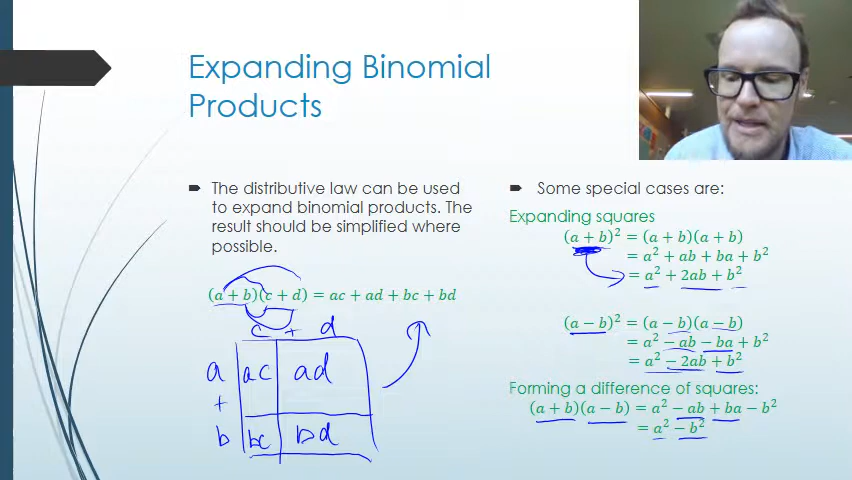 Expanding Binomial
Products
The distributive law can be used
to expand binomial products. The
result should be simplified where
possible.
(a + b)(c + d) = ac + ad + bc + bd
c + d
a ac ad
+
b bc bd
Some special cases are:
Expanding squares
(a + b)² = (a + b)(a + b)
= a² + ab + ba + b²
= a² + 2ab + b²
(a − b)² = (a − b)(a − b)
= a² − ab − ba + b²
= a² − 2ab + b²
Forming a difference of squares:
(a + b)(a − b) = a² − ab + ba − b²
= a² − b²